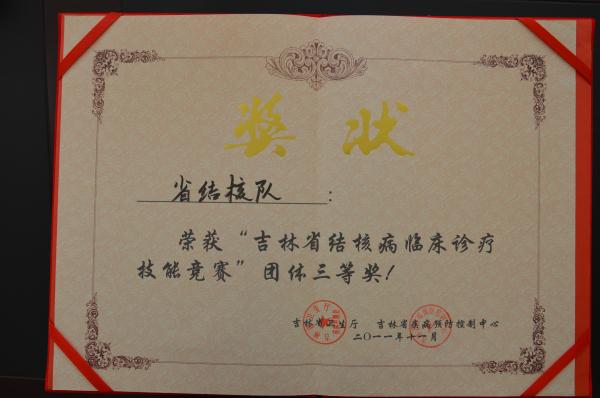 奖状
省结核队:
荣获“吉林省结核病临床诊疗
技能竞赛”团体三等奖!
吉林省卫生厅 吉林省疾病预防控制中心
二〇一一年十一月